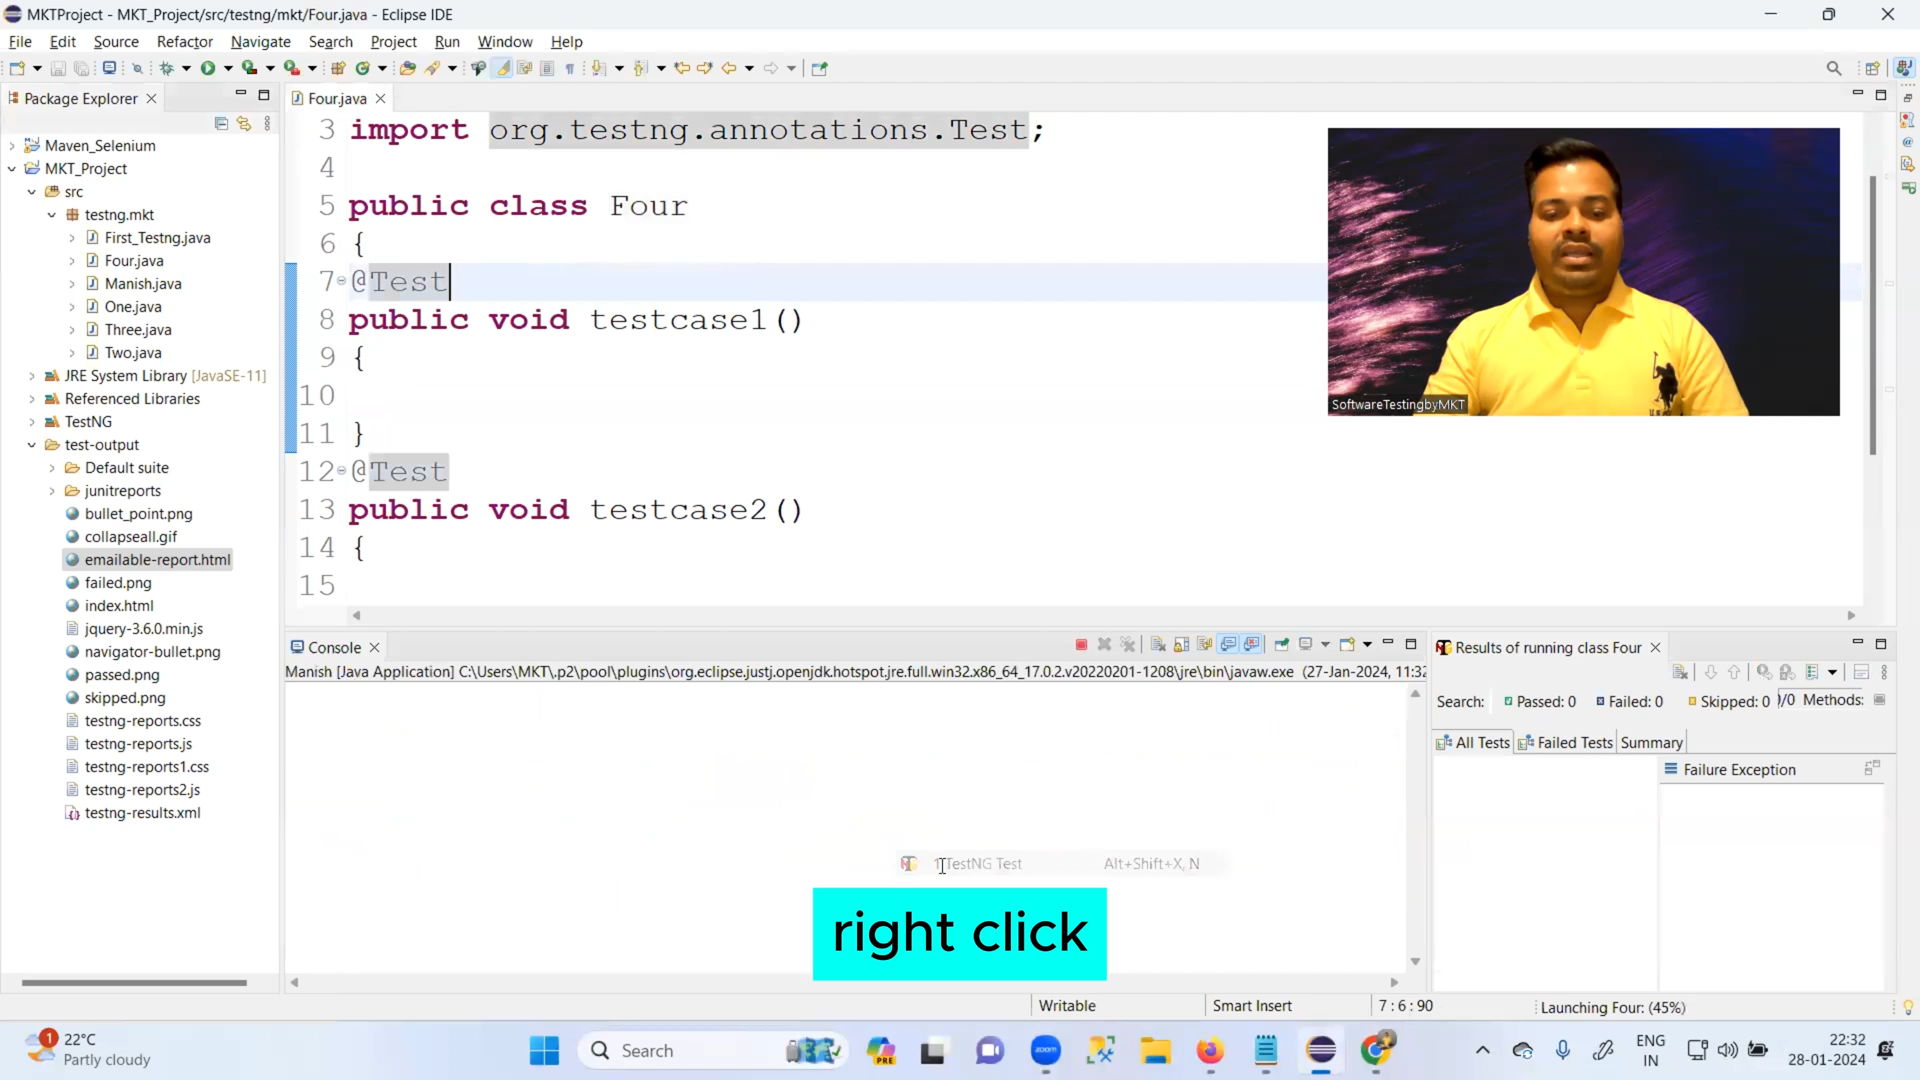 MKTProject - MKT_Project/src/testng/mkt/Four.java - Eclipse IDE
File Edit Source Refactor Navigate Search Project Run Window Help
Package Explorer
Four.java
Maven_Selenium
MKT_Project
src
testng.mkt
First_Testng.java
Four.java
Manish.java
One.java
Three.java
Two.java
JRE System Library [JavaSE-11]
Referenced Libraries
TestNG
test-output
Default suite
junitreports
bullet_point.png
collapseall.gif
emailable-report.html
failed.png
index.html
jquery-3.6.0.min.js
navigator-bullet.png
passed.png
skipped.png
testng-reports.css
testng-reports.js
testng-reports1.css
testng-reports2.js
testng-results.xml
3 import org.testng.annotations.Test;
4
5 public class Four
6 {
7 @Test
8 public void testcase1()
9 {
10
11 }
12 @Test
13 public void testcase2()
14 {
15
SoftwareTestingbyMKT
Console
Manish [Java Application] C:\Users\MKT\.p2\pool\plugins\org.eclipse.justj.openjdk.hotspot.jre.full.win32.x86_64_17.0.2.v20220201-1208\jre\bin\javaw.exe (27-Jan-2024, 11:32
1 TestNG Test Alt+Shift+X, N
right click
Results of running class Four
Search: Passed: 0 Failed: 0 Skipped: 0 /0 Methods:
All Tests Failed Tests Summary
Failure Exception
Writable Smart Insert 7 : 6 : 90 Launching Four: (45%)
1
22°C
Partly cloudy
Search
PRE
zoom
ENG
IN
22:32
28-01-2024